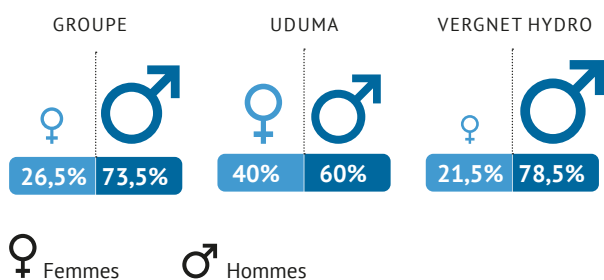 GROUPE
UDUMA
VERGNET HYDRO
26,5% 73,5%
40% 60%
21,5% 78,5%
Femmes
Hommes